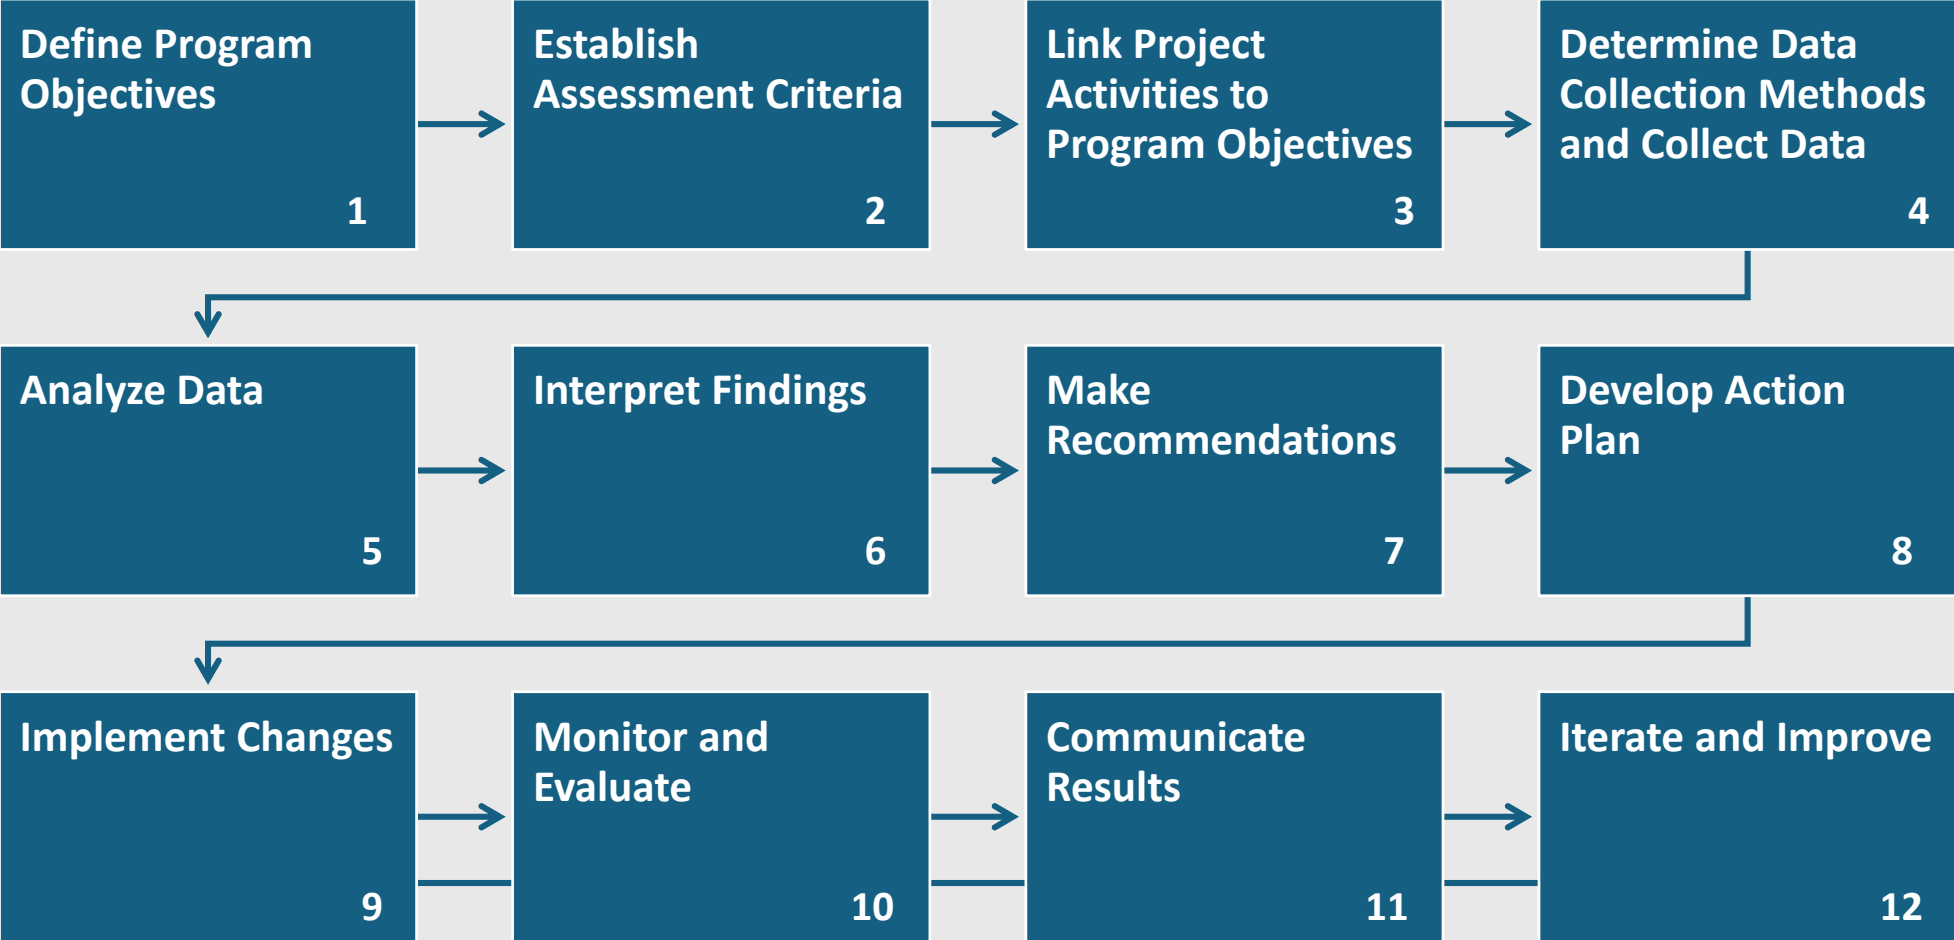 Define Program
Objectives
1
Establish
Assessment Criteria
2
Link Project
Activities to
Program Objectives
3
Determine Data
Collection Methods
and Collect Data
4
Analyze Data
5
Interpret Findings
6
Make
Recommendations
7
Develop Action
Plan
8
Implement Changes
9
Monitor and
Evaluate
10
Communicate
Results
11
Iterate and Improve
12